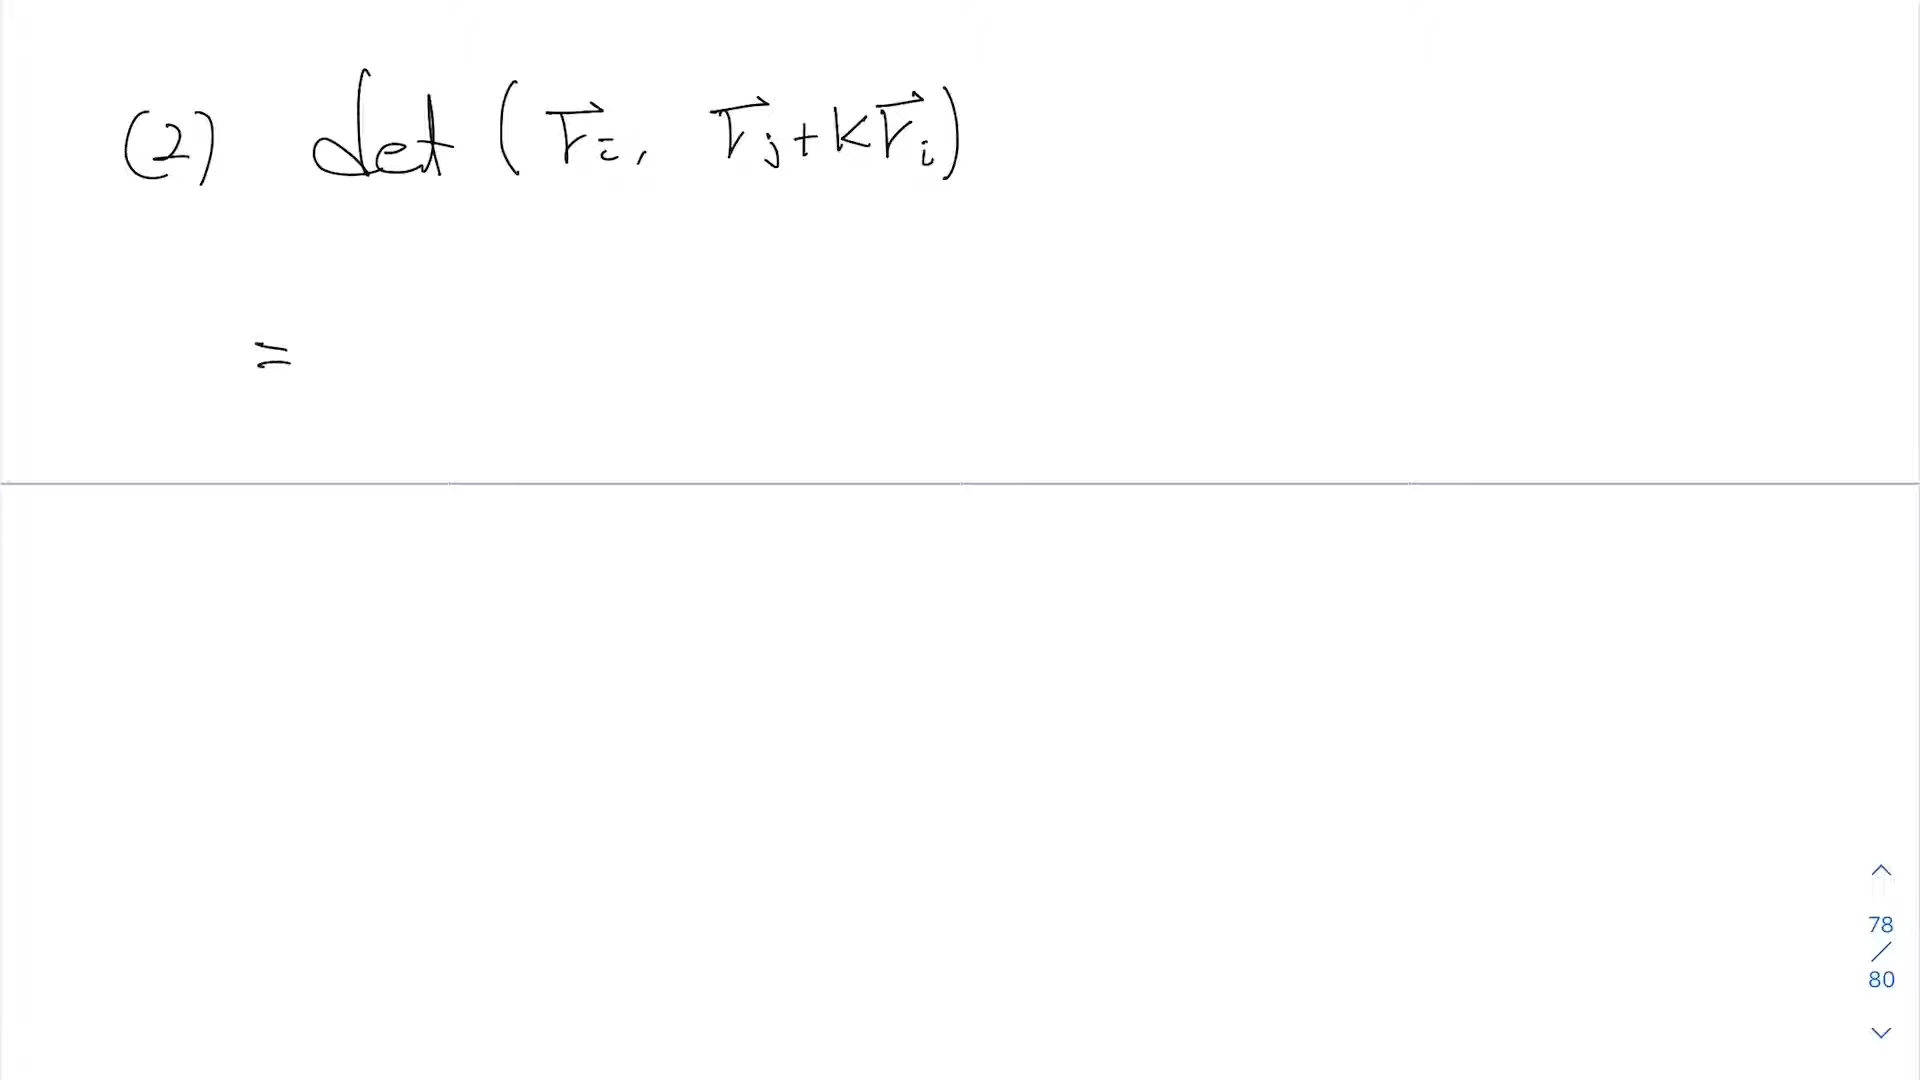 (2) det ( r⃗i, r⃗j + k r⃗i )
=
78
/
80